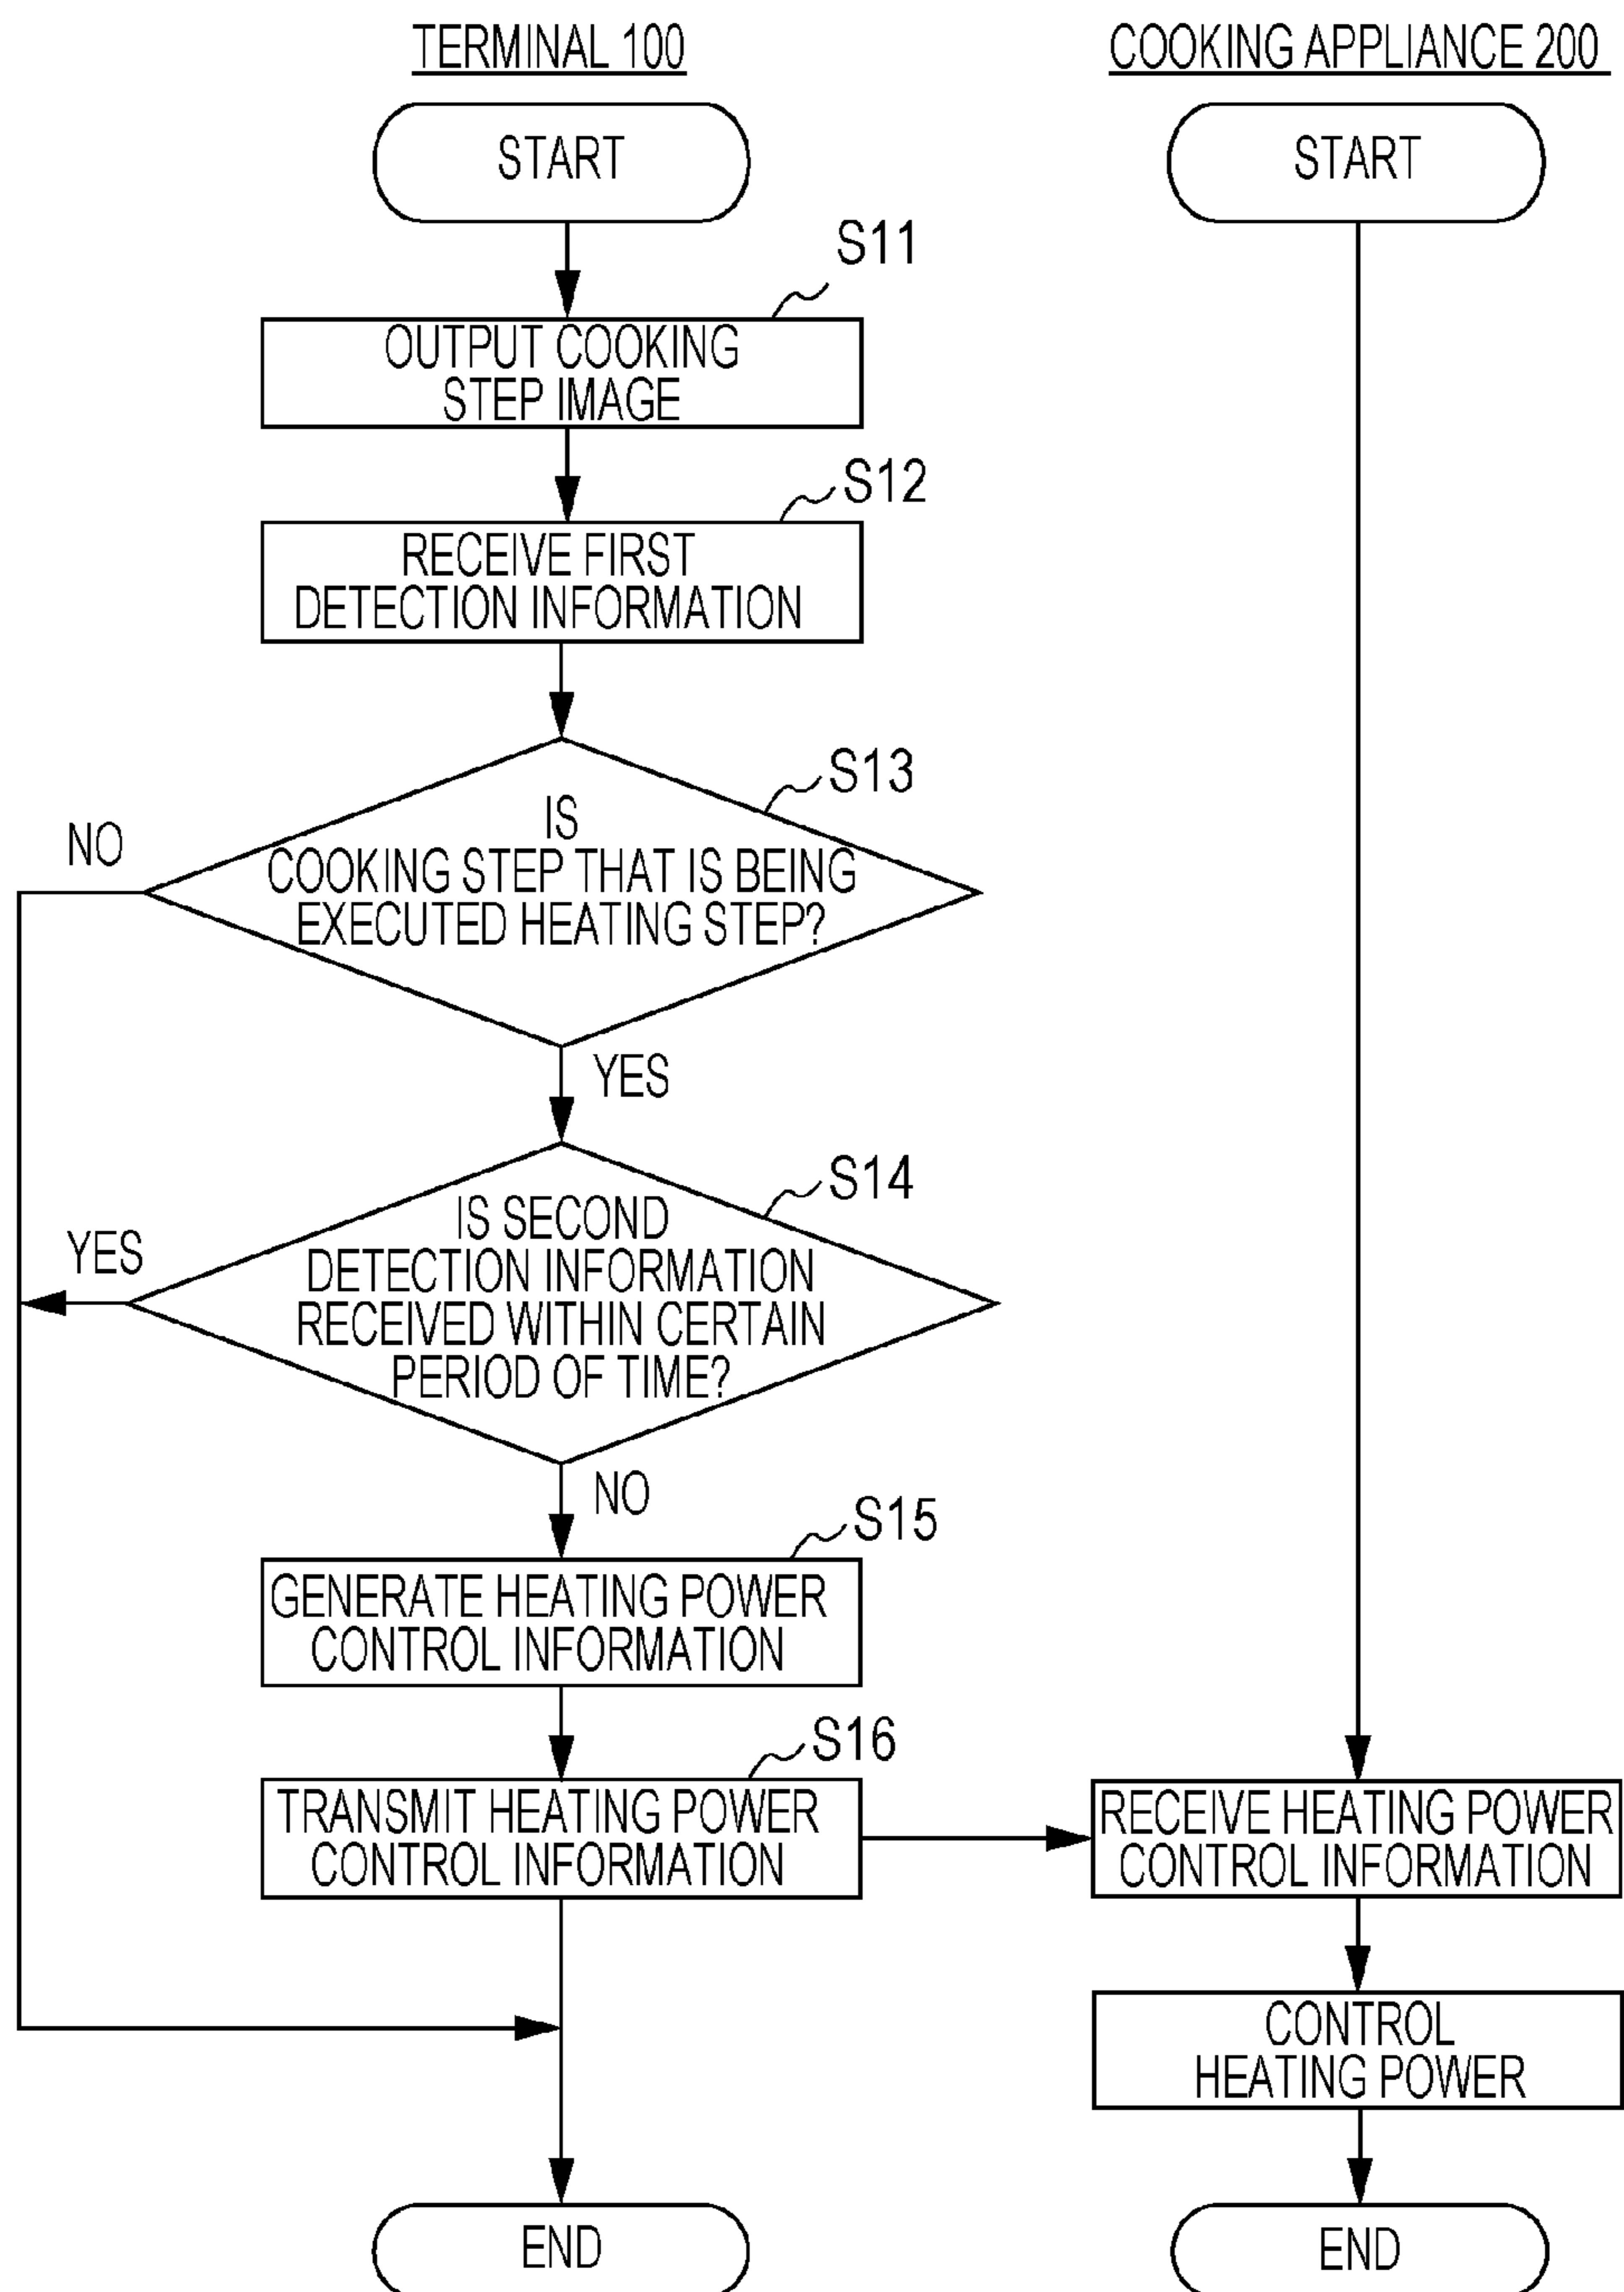 TERMINAL 100
START
S11
OUTPUT COOKING
STEP IMAGE
S12
RECEIVE FIRST
DETECTION INFORMATION
S13
IS
COOKING STEP THAT IS BEING
EXECUTED HEATING STEP?
NO
YES
S14
IS SECOND
DETECTION INFORMATION
RECEIVED WITHIN CERTAIN
PERIOD OF TIME?
YES
NO
S15
GENERATE HEATING POWER
CONTROL INFORMATION
S16
TRANSMIT HEATING POWER
CONTROL INFORMATION
END
COOKING APPLIANCE 200
START
RECEIVE HEATING POWER
CONTROL INFORMATION
CONTROL
HEATING POWER
END